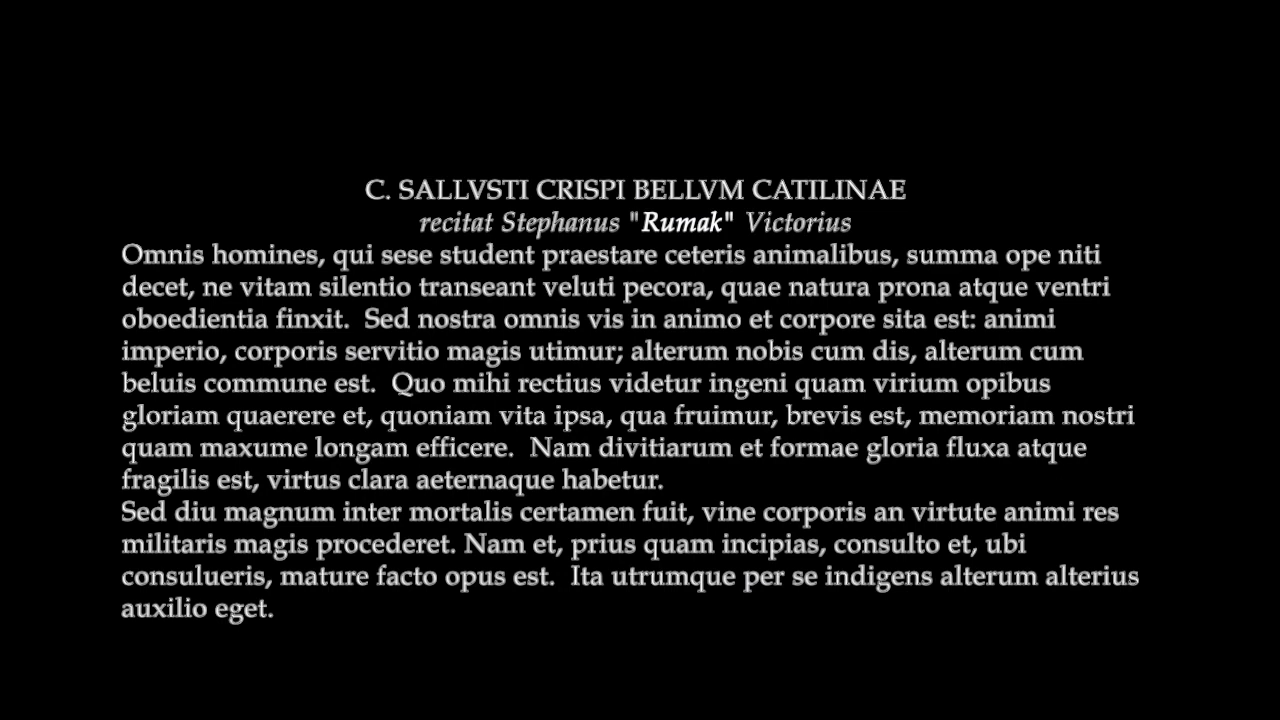 C. SALLVSTI CRISPI BELLVM CATILINAE
recitat Stephanus "Rumak" Victorius
Omnis homines, qui sese student praestare ceteris animalibus, summa ope niti
decet, ne vitam silentio transeant veluti pecora, quae natura prona atque ventri
oboedientia finxit.  Sed nostra omnis vis in animo et corpore sita est: animi
imperio, corporis servitio magis utimur; alterum nobis cum dis, alterum cum
beluis commune est.  Quo mihi rectius videtur ingeni quam virium opibus
gloriam quaerere et, quoniam vita ipsa, qua fruimur, brevis est, memoriam nostri
quam maxume longam efficere.  Nam divitiarum et formae gloria fluxa atque
fragilis est, virtus clara aeternaque habetur.
Sed diu magnum inter mortalis certamen fuit, vine corporis an virtute animi res
militaris magis procederet. Nam et, prius quam incipias, consulto et, ubi
consulueris, mature facto opus est.  Ita utrumque per se indigens alterum alterius
auxilio eget.